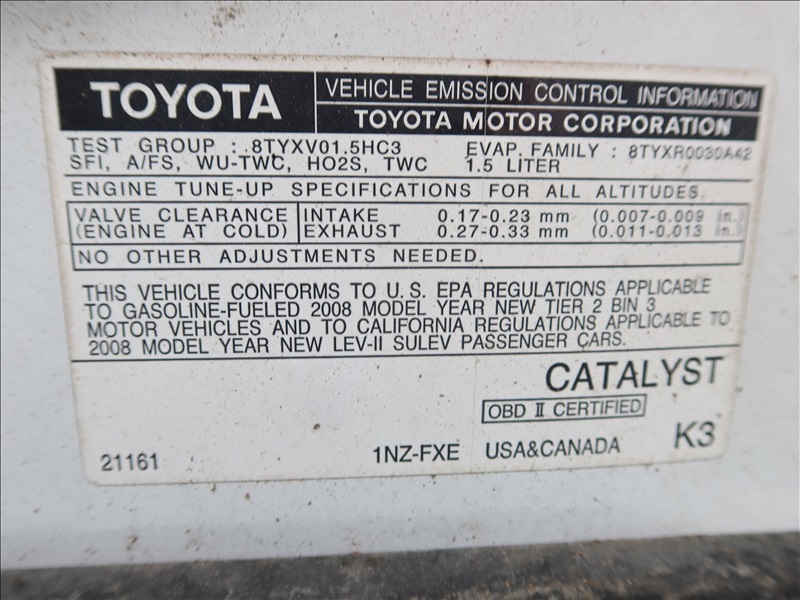 TOYOTA
VEHICLE EMISSION CONTROL INFORMATION
TOYOTA MOTOR CORPORATION
TEST GROUP : 8TYXV01.5HC3 EVAP. FAMILY : 8TYXR0030A42
SFI, A/FS, WU-TWC, HO2S, TWC 1.5 LITER
ENGINE TUNE-UP SPECIFICATIONS FOR ALL ALTITUDES.
VALVE CLEARANCE INTAKE 0.17-0.23 mm (0.007-0.009 in.)
(ENGINE AT COLD) EXHAUST 0.27-0.33 mm (0.011-0.013 in.)
NO OTHER ADJUSTMENTS NEEDED.
THIS VEHICLE CONFORMS TO U.S. EPA REGULATIONS APPLICABLE
TO GASOLINE-FUELED 2008 MODEL YEAR NEW TIER 2 BIN 3
MOTOR VEHICLES AND TO CALIFORNIA REGULATIONS APPLICABLE TO
2008 MODEL YEAR NEW LEV-II SULEV PASSENGER CARS.
CATALYST
OBD II CERTIFIED
21161 1NZ-FXE USA&CANADA K3